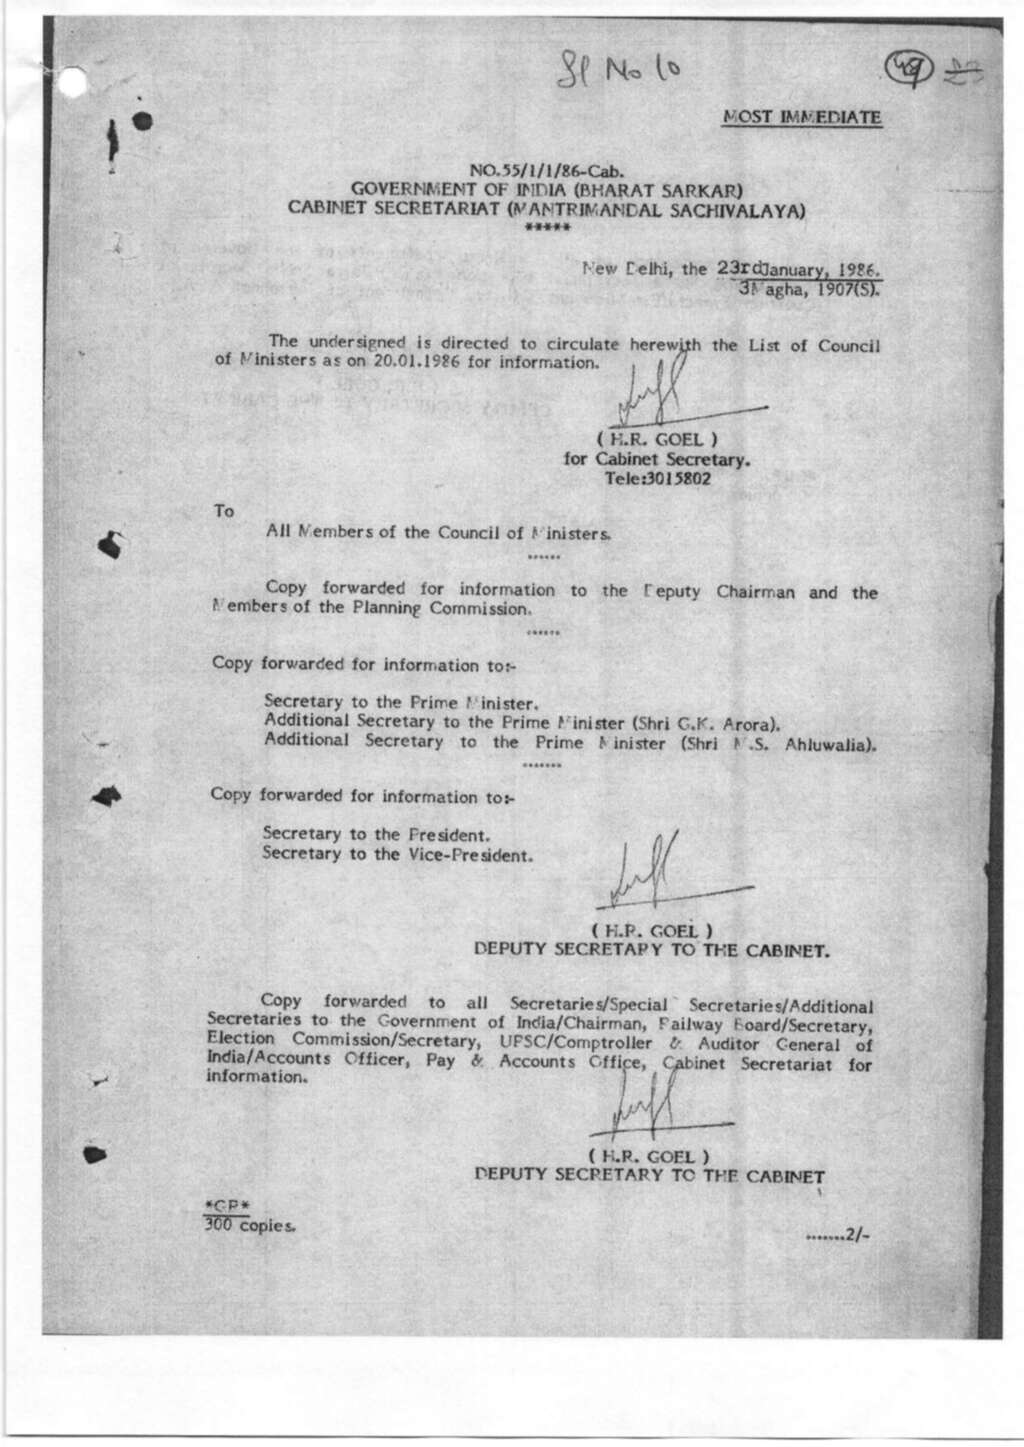 Sl No 10
49 23
MOST IMMEDIATE
NO.55/1/1/86-Cab.
GOVERNMENT OF INDIA (BHARAT SARKAR)
CABINET SECRETARIAT (MANTRIMANDAL SACHIVALAYA)
*****
New Delhi, the 23rd January, 1986.
3 Magha, 1907(S).
The undersigned is directed to circulate herewith the List of Council
of Ministers as on 20.01.1986 for information.
( H.R. GOEL )
for Cabinet Secretary.
Tele:3015802
To
All Members of the Council of Ministers.
******
Copy forwarded for information to the Deputy Chairman and the
Members of the Planning Commission.
******
Copy forwarded for information to:-
Secretary to the Prime Minister.
Additional Secretary to the Prime Minister (Shri G.K. Arora).
Additional Secretary to the Prime Minister (Shri M.S. Ahluwalia).
*******
Copy forwarded for information to:-
Secretary to the President.
Secretary to the Vice-President.
( H.R. GOEL )
DEPUTY SECRETARY TO THE CABINET.
Copy forwarded to all Secretaries/Special Secretaries/Additional
Secretaries to the Government of India/Chairman, Railway Board/Secretary,
Election Commission/Secretary, UPSC/Comptroller & Auditor General of
India/Accounts Officer, Pay & Accounts Office, Cabinet Secretariat for
information.
( H.R. GOEL )
DEPUTY SECRETARY TO THE CABINET
*GP*
300 copies.
.......2/-